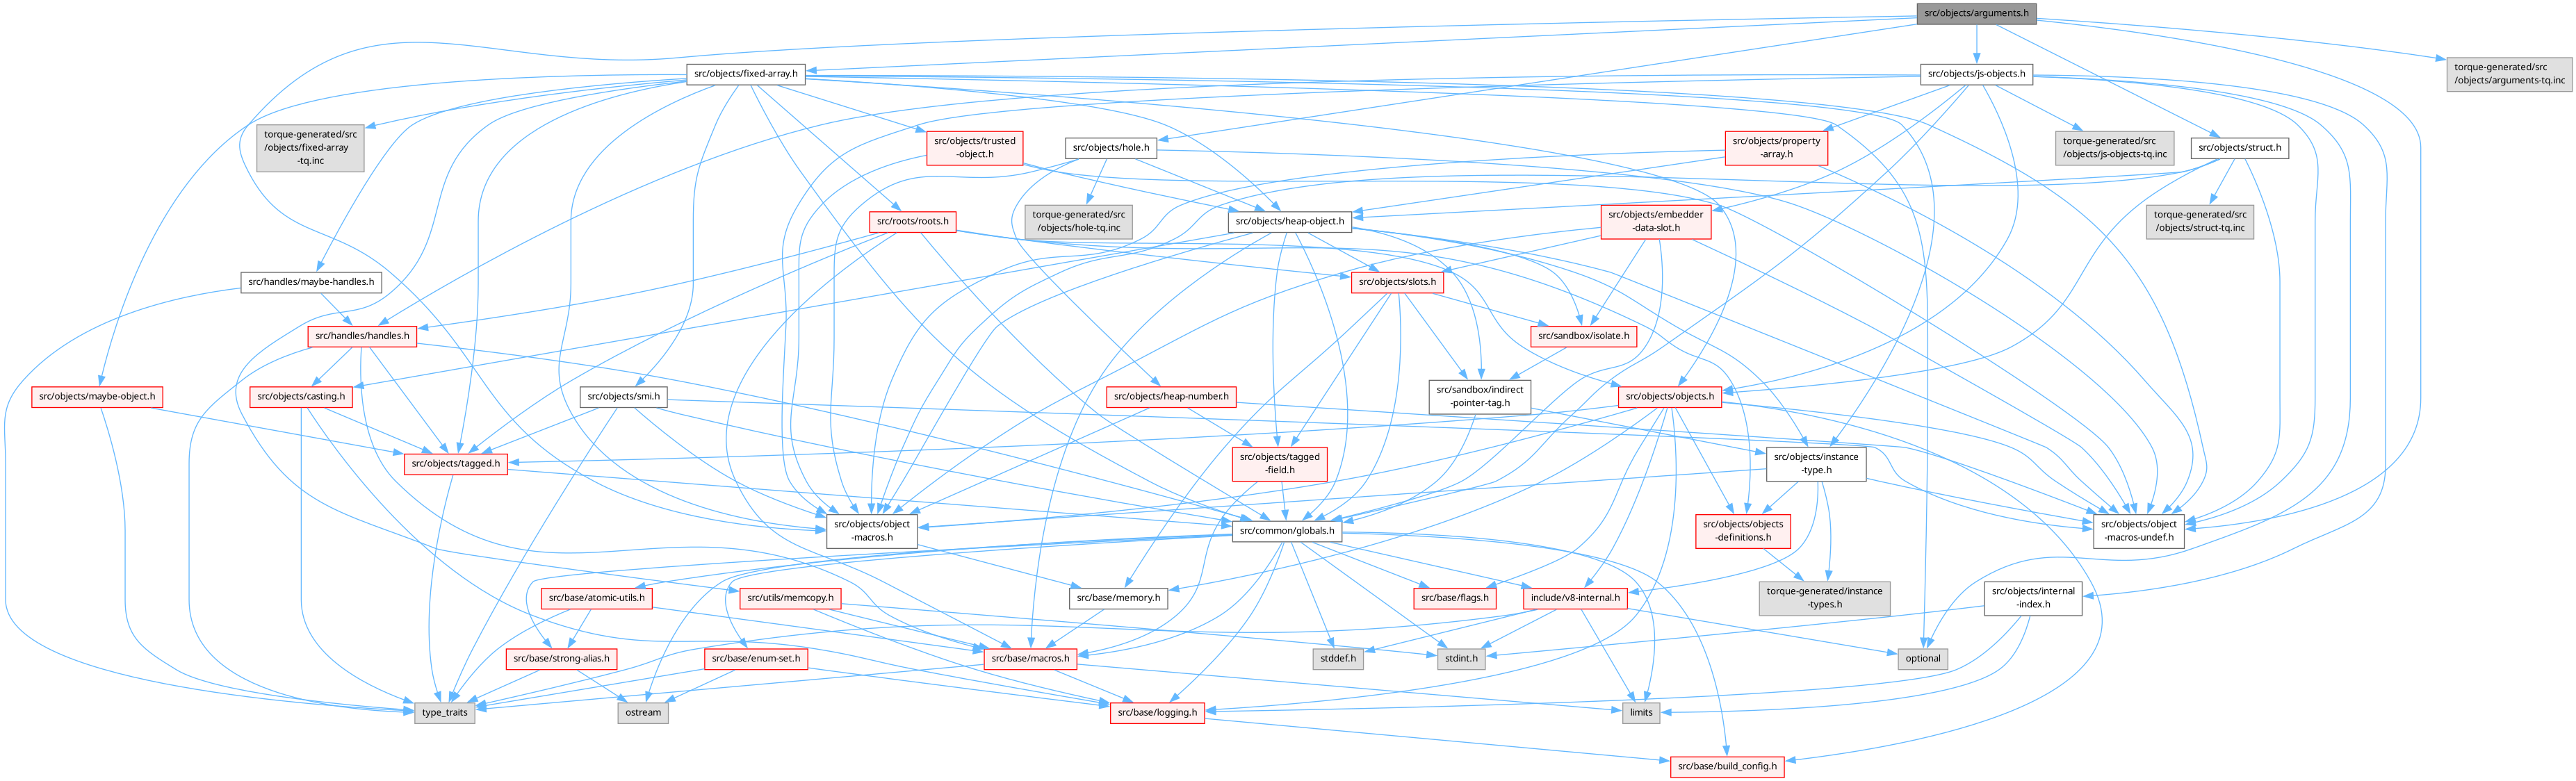 src/objects/arguments.h
src/objects/fixed-array.h
src/objects/js-objects.h
torque-generated/src
/objects/arguments-tq.inc
torque-generated/src
/objects/fixed-array
-tq.inc
src/objects/trusted
-object.h
src/objects/hole.h
src/objects/property
-array.h
torque-generated/src
/objects/js-objects-tq.inc
src/objects/struct.h
src/roots/roots.h
torque-generated/src
/objects/hole-tq.inc
src/objects/heap-object.h
src/objects/embedder
-data-slot.h
torque-generated/src
/objects/struct-tq.inc
src/handles/maybe-handles.h
src/objects/slots.h
src/handles/handles.h
src/sandbox/isolate.h
src/objects/maybe-object.h
src/objects/casting.h
src/objects/smi.h
src/objects/heap-number.h
src/sandbox/indirect
-pointer-tag.h
src/objects/objects.h
src/objects/tagged.h
src/objects/tagged
-field.h
src/objects/instance
-type.h
src/objects/object
-macros.h
src/common/globals.h
src/objects/objects
-definitions.h
src/objects/object
-macros-undef.h
src/base/atomic-utils.h
src/utils/memcopy.h
src/base/memory.h
src/base/flags.h
include/v8-internal.h
torque-generated/instance
-types.h
src/objects/internal
-index.h
src/base/strong-alias.h
src/base/enum-set.h
src/base/macros.h
stddef.h
stdint.h
optional
type_traits
ostream
src/base/logging.h
limits
src/base/build_config.h